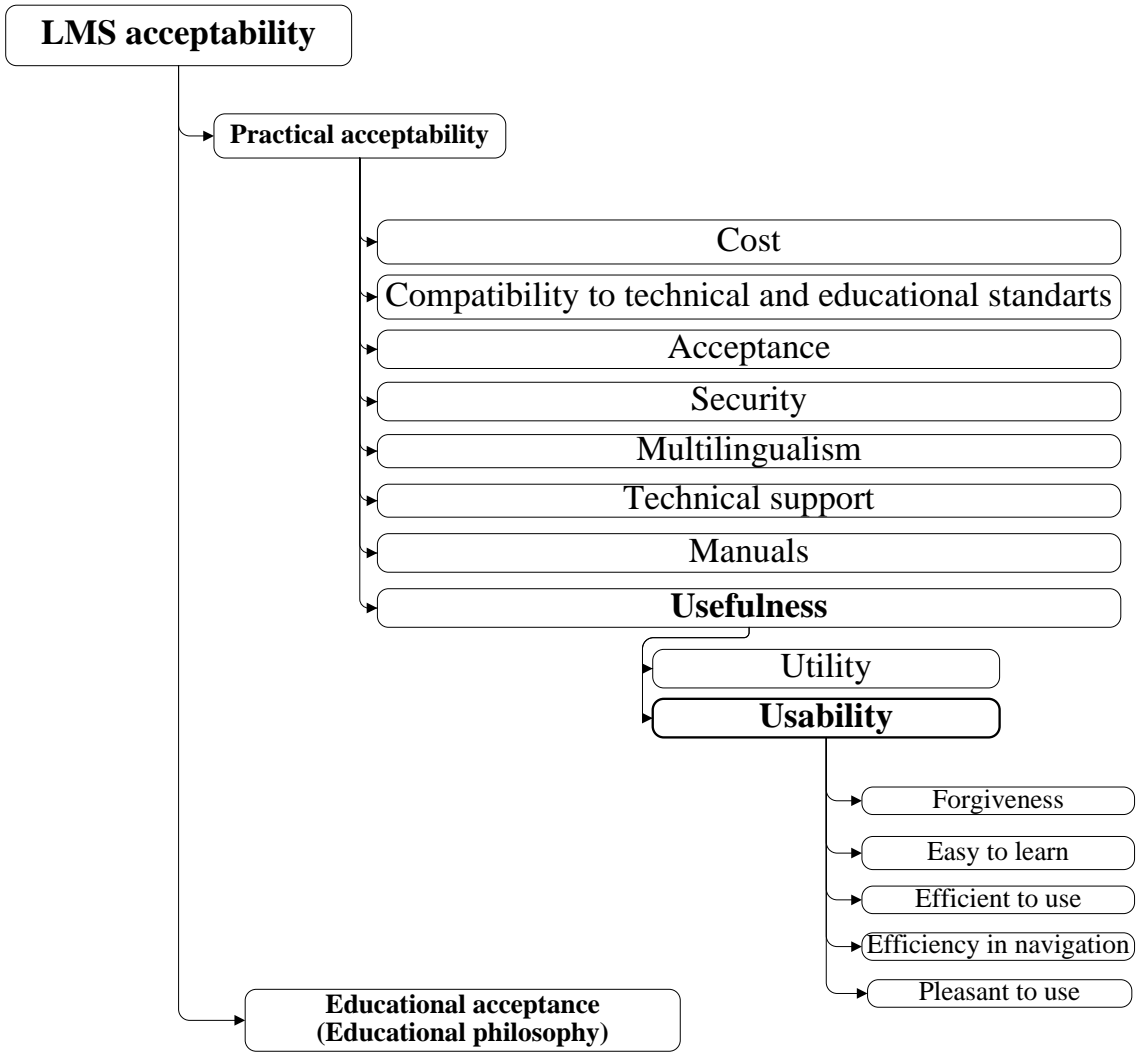 LMS acceptability
Practical acceptability
Cost
Compatibility to technical and educational standarts
Acceptance
Security
Multilingualism
Technical support
Manuals
Usefulness
Utility
Usability
Forgiveness
Easy to learn
Efficient to use
Efficiency in navigation
Pleasant to use
Educational acceptance
(Educational philosophy)